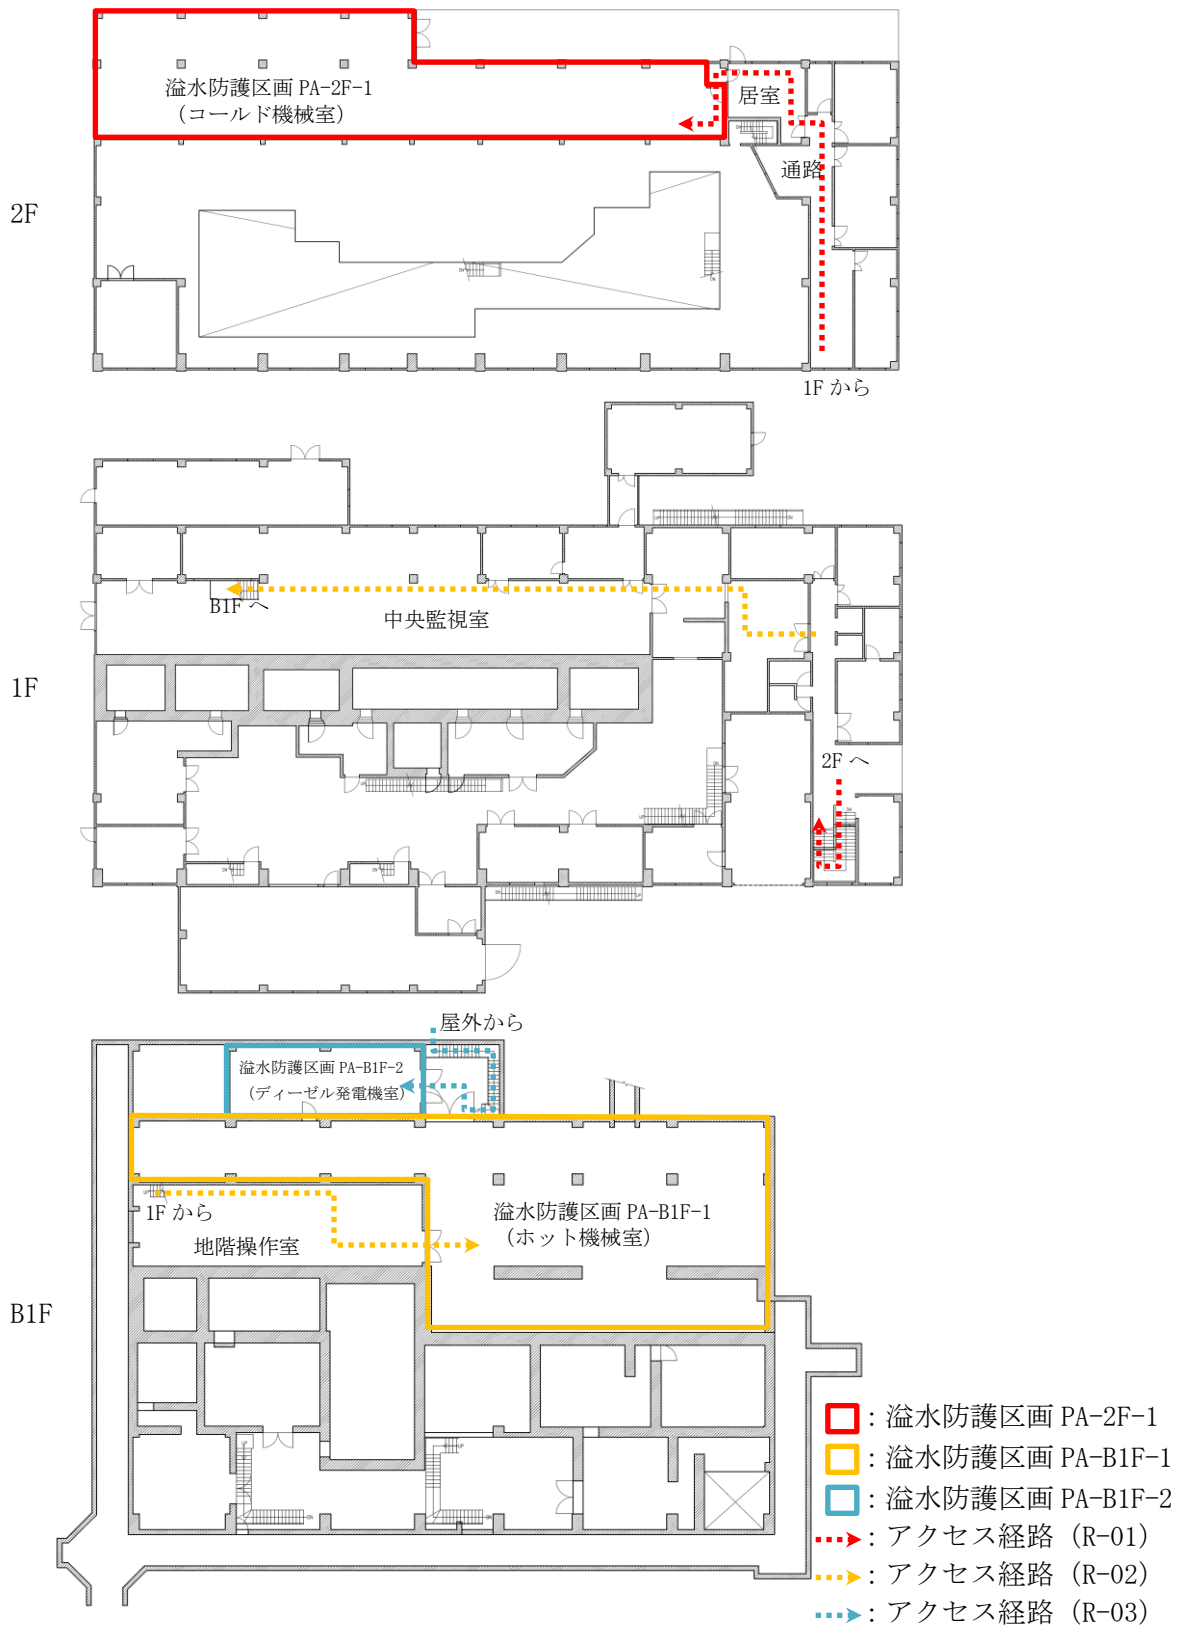 溢水防護区画 PA-2F-1
（コールド機械室）
居室
通路
2F
1F から
B1F へ
中央監視室
1F
2F へ
屋外から
溢水防護区画 PA-B1F-2
（ディーゼル発電機室）
1F から
溢水防護区画 PA-B1F-1
（ホット機械室）
地階操作室
B1F
：溢水防護区画 PA-2F-1
：溢水防護区画 PA-B1F-1
：溢水防護区画 PA-B1F-2
：アクセス経路（R-01）
：アクセス経路（R-02）
：アクセス経路（R-03）